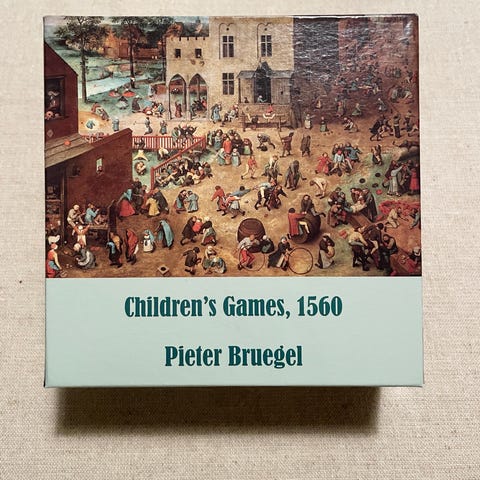 Children's Games, 1560
Pieter Bruegel